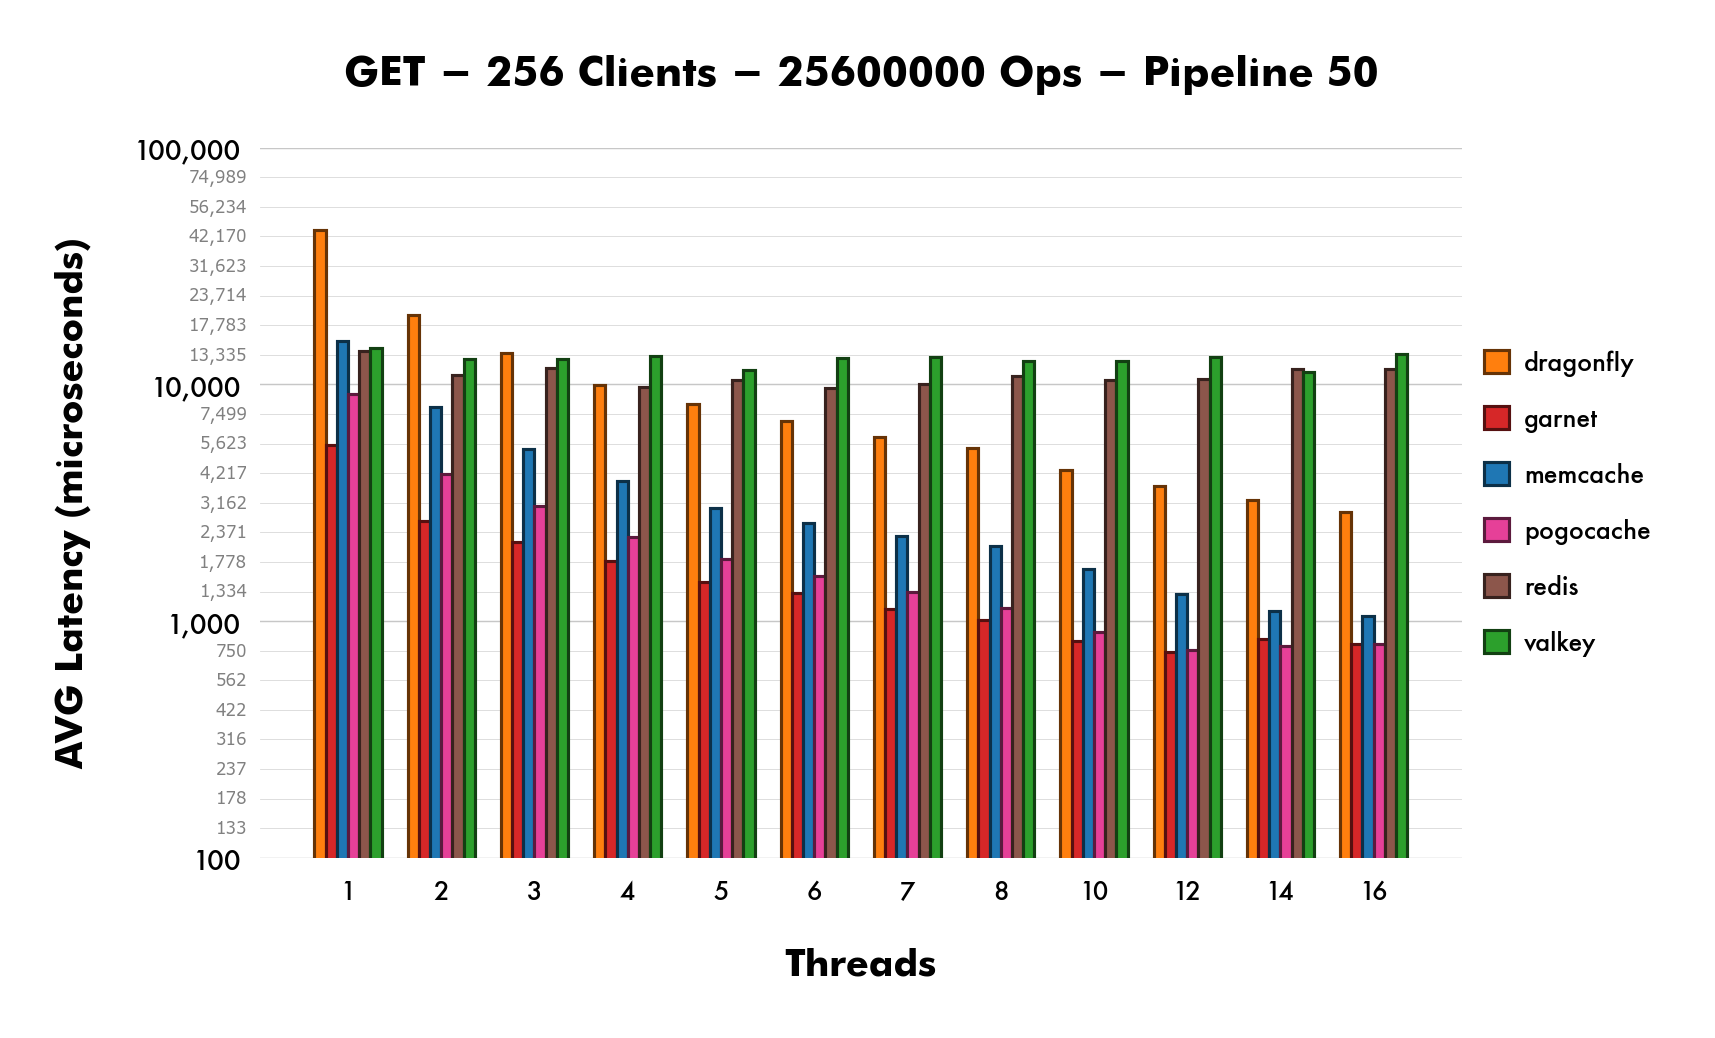 GET – 256 Clients – 25600000 Ops – Pipeline 50
AVG Latency (microseconds)
100,000
74,989
56,234
42,170
31,623
23,714
17,783
13,335
10,000
7,499
5,623
4,217
3,162
2,371
1,778
1,334
1,000
750
562
422
316
237
178
133
100
1 2 3 4 5 6 7 8 10 12 14 16
Threads
dragonfly
garnet
memcache
pogocache
redis
valkey